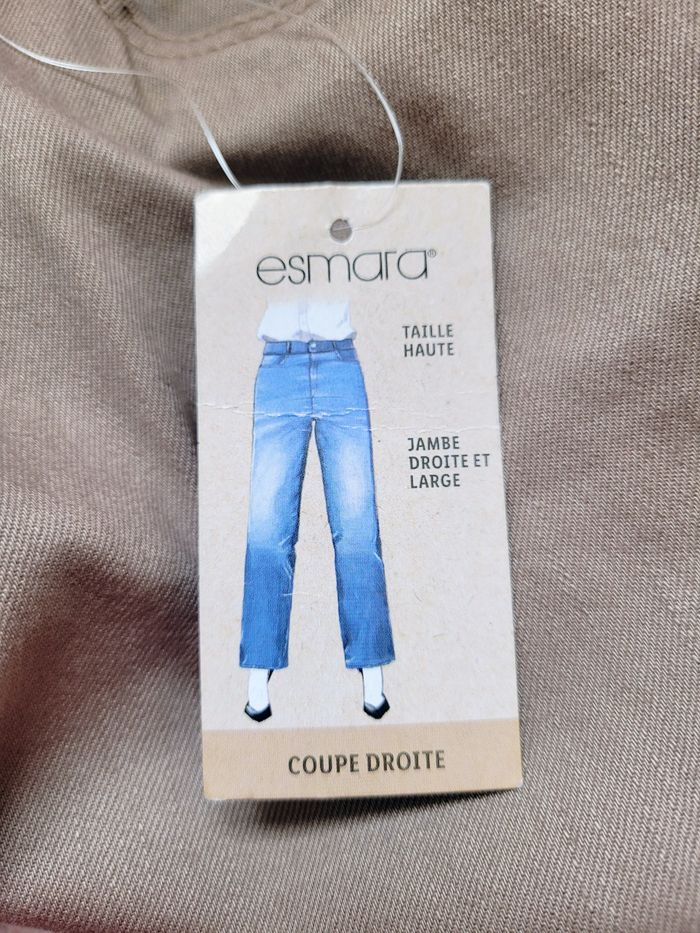 esmara®
TAILLE
HAUTE
JAMBE
DROITE ET
LARGE
COUPE DROITE